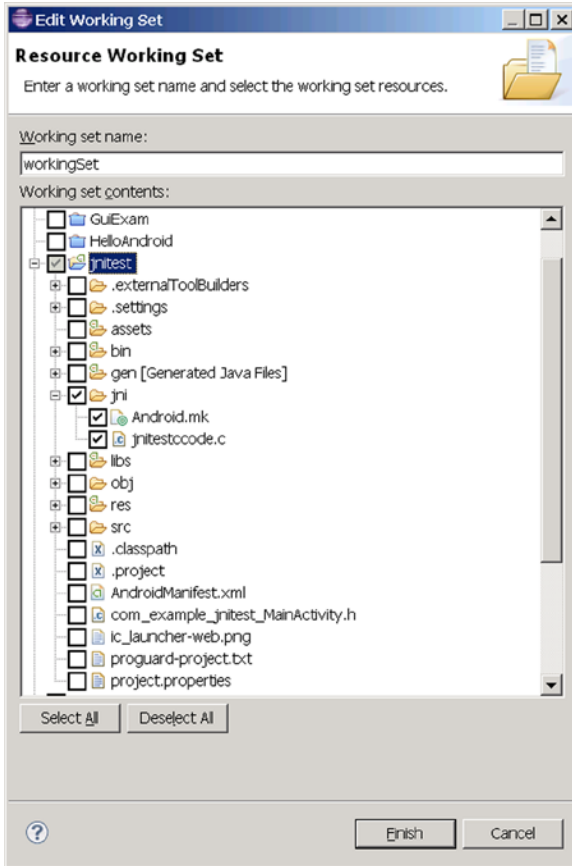 Edit Working Set
Resource Working Set
Enter a working set name and select the working set resources.
Working set name:
workingSet
Working set contents:
GuiExam
HelloAndroid
jnitest
.externalToolBuilders
.settings
assets
bin
gen [Generated Java Files]
jni
Android.mk
jnitestccode.c
libs
obj
res
src
.classpath
.project
AndroidManifest.xml
com_example_jnitest_MainActivity.h
ic_launcher-web.png
proguard-project.txt
project.properties
Select All Deselect All
Finish Cancel